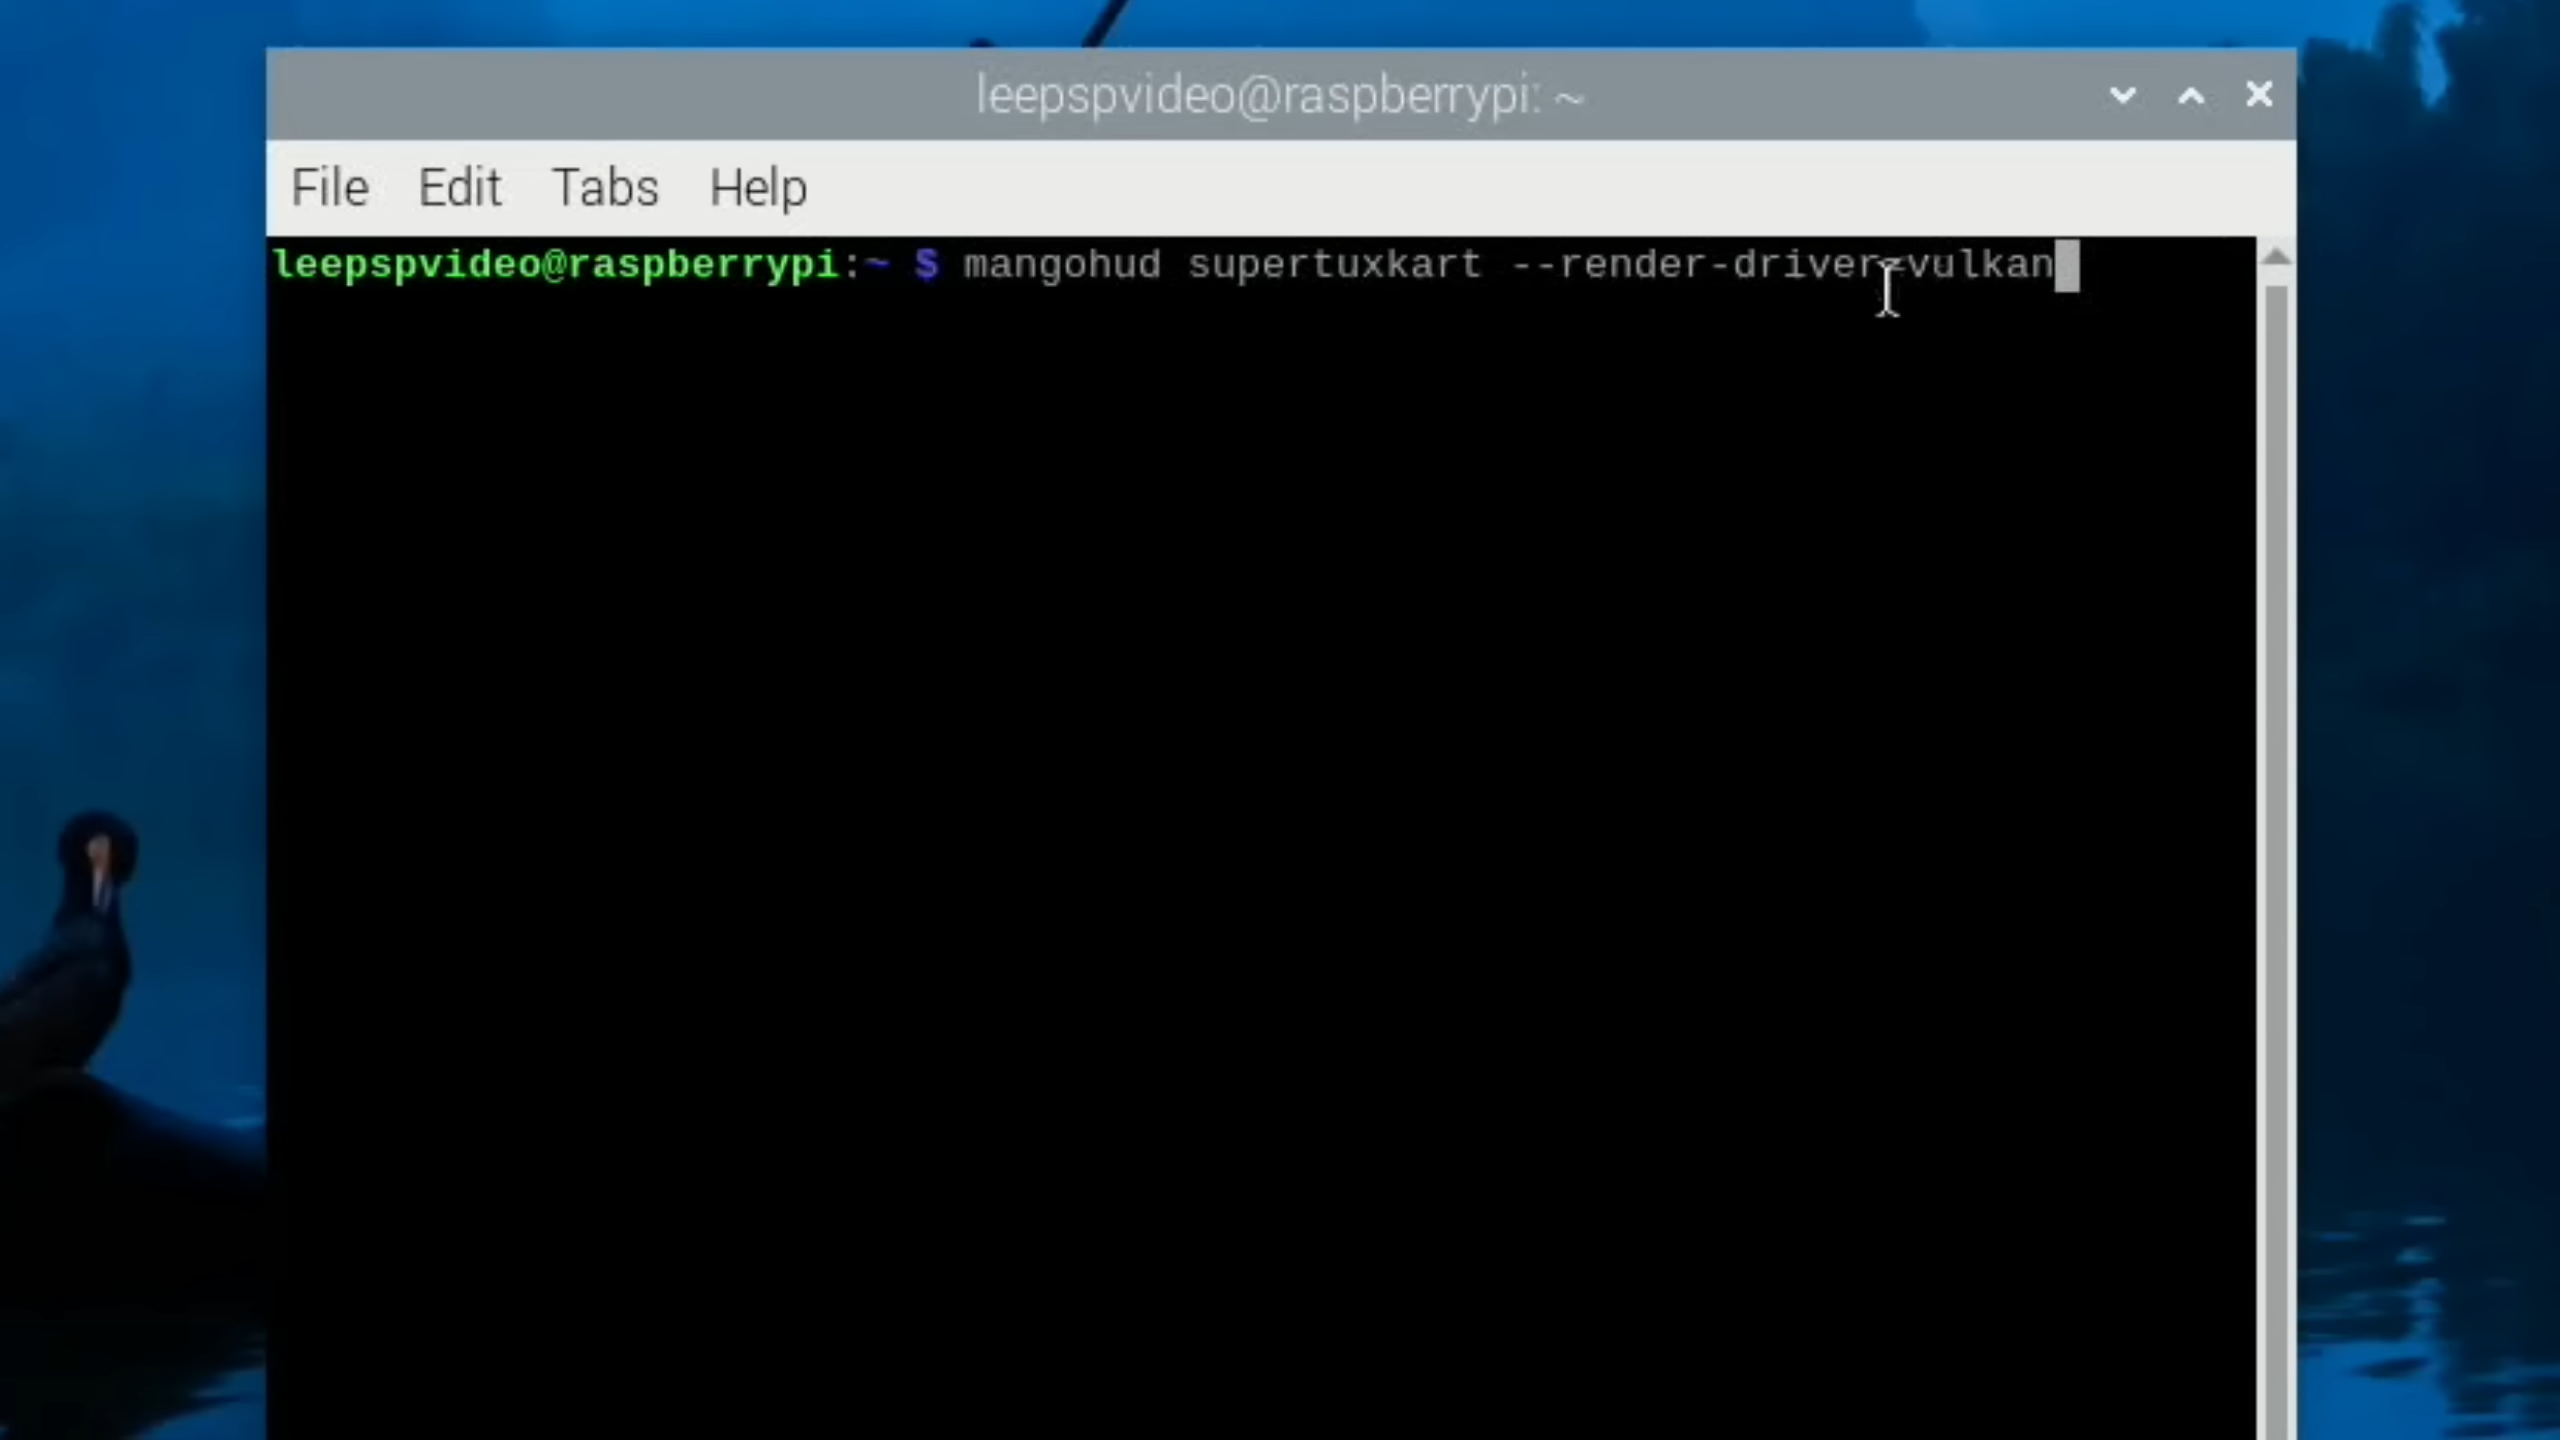 leepspvideo@raspberrypi: ~
File Edit Tabs Help
leepspvideo@raspberrypi:~ $ mangohud supertuxkart --render-driver=vulkan